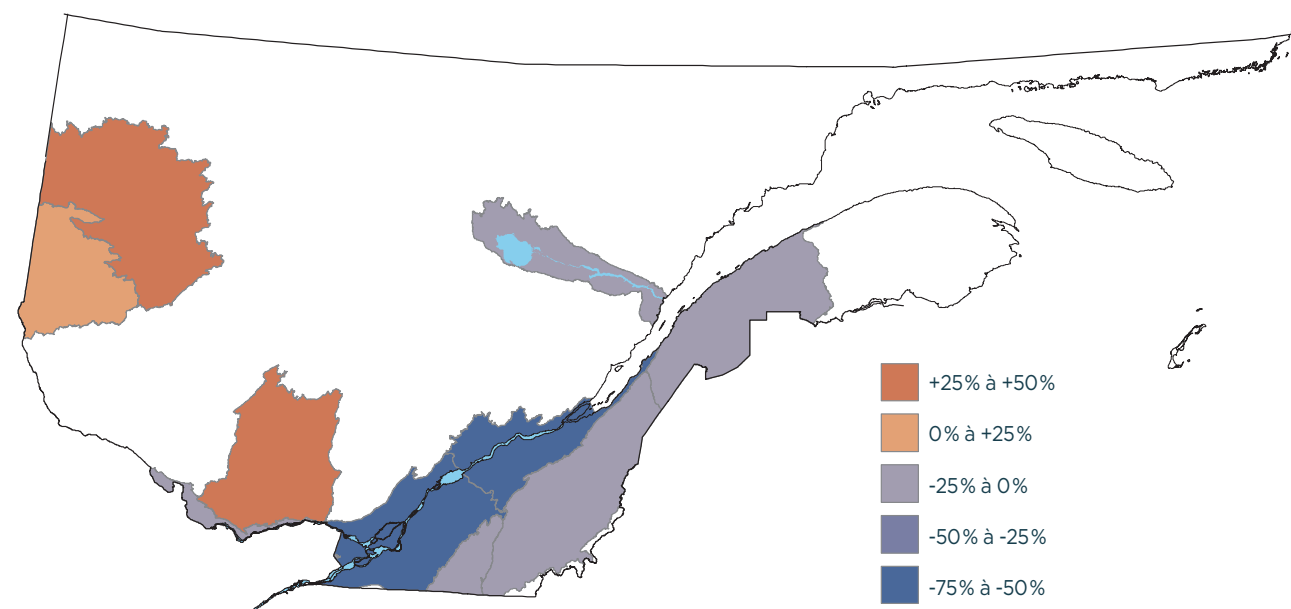 +25% à +50%
0% à +25%
-25% à 0%
-50% à -25%
-75% à -50%